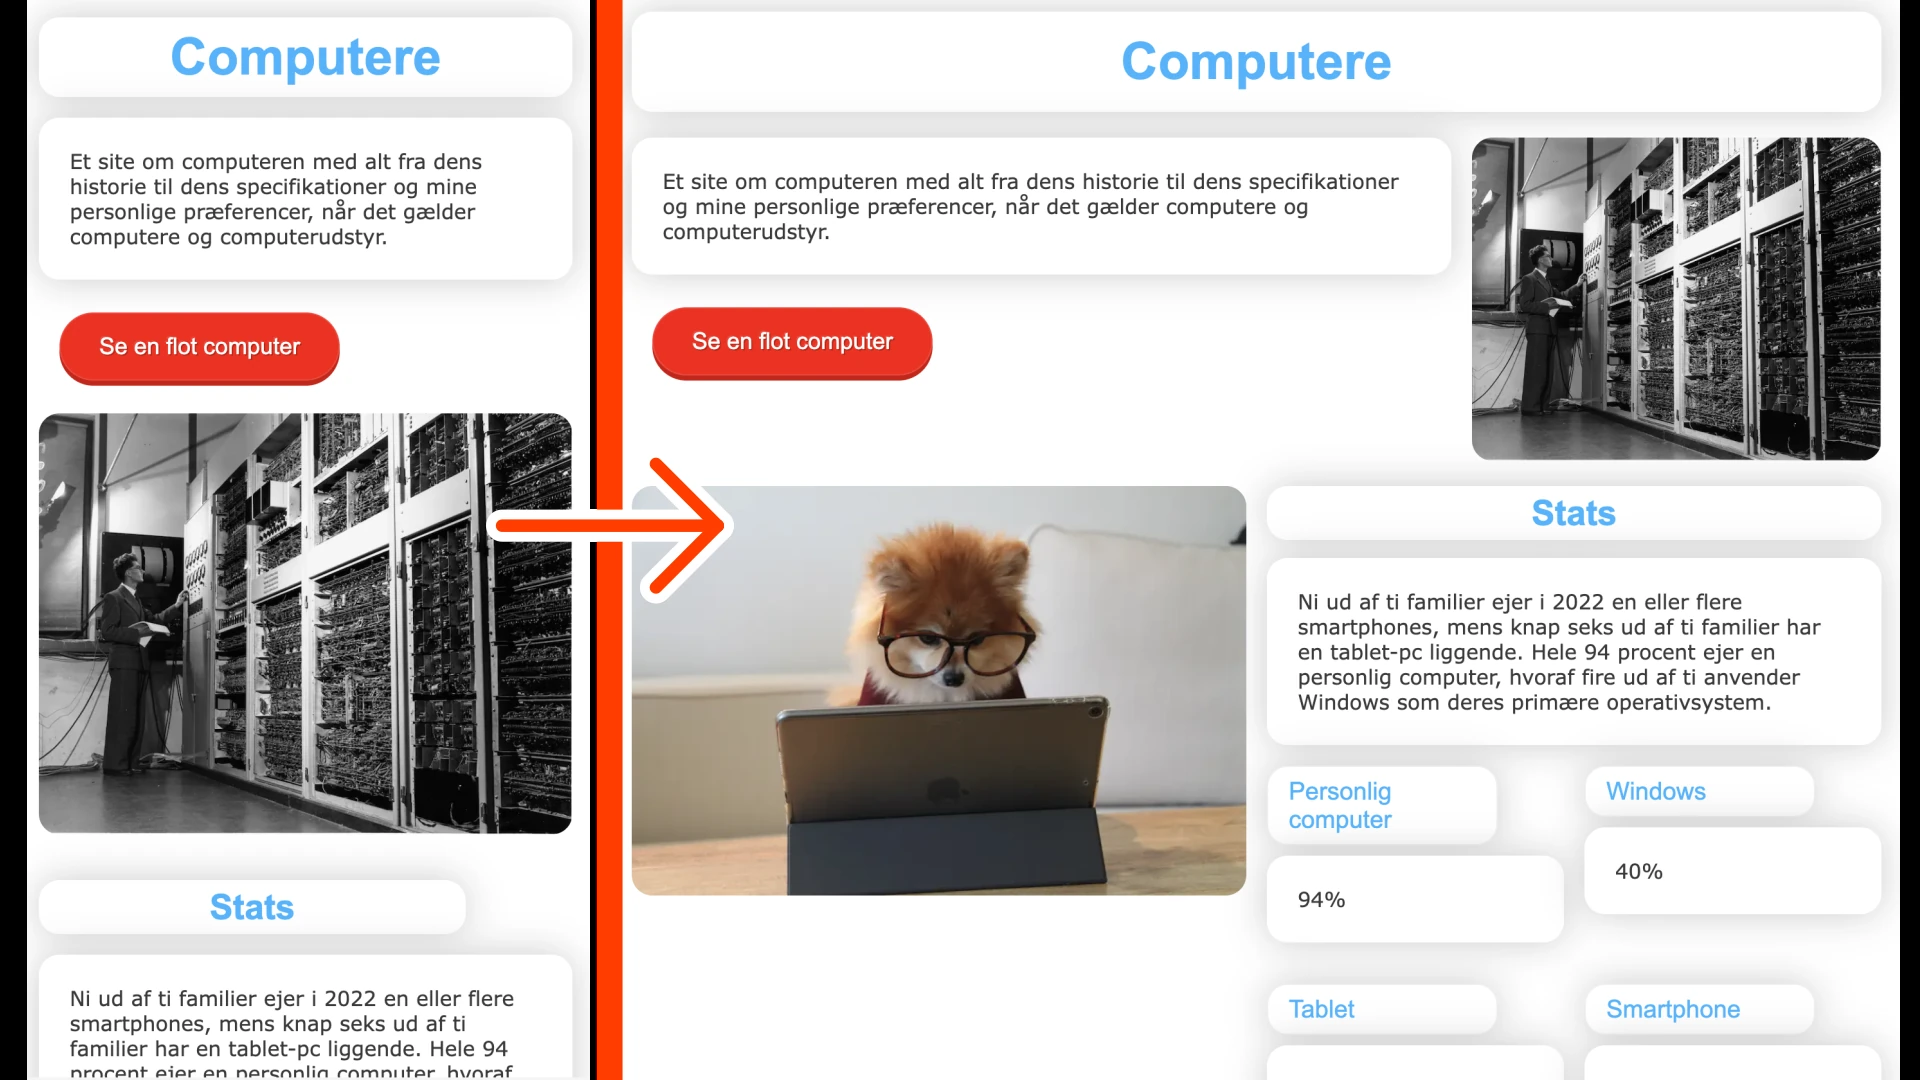 Computere
Et site om computeren med alt fra dens
historie til dens specifikationer og mine
personlige præferencer, når det gælder
computere og computerudstyr.
Se en flot computer
Stats
Ni ud af ti familier ejer i 2022 en eller flere
smartphones, mens knap seks ud af ti
familier har en tablet-pc liggende. Hele 94
procent ejer en personlig computer, hvoraf
Computere
Et site om computeren med alt fra dens historie til dens specifikationer
og mine personlige præferencer, når det gælder computere og
computerudstyr.
Se en flot computer
Stats
Ni ud af ti familier ejer i 2022 en eller flere
smartphones, mens knap seks ud af ti familier har
en tablet-pc liggende. Hele 94 procent ejer en
personlig computer, hvoraf fire ud af ti anvender
Windows som deres primære operativsystem.
Personlig
computer
94%
Windows
40%
Tablet
Smartphone